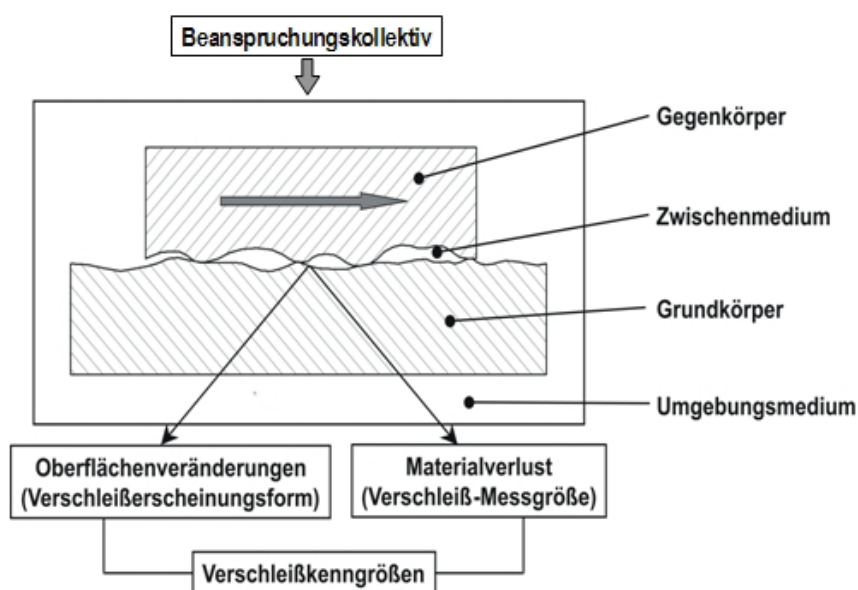 Beanspruchungskollektiv
Gegenkörper
Zwischenmedium
Grundkörper
Umgebungsmedium
Oberflächenveränderungen
(Verschleißerscheinungsform)
Materialverlust
(Verschleiß-Messgröße)
Verschleißkenngrößen